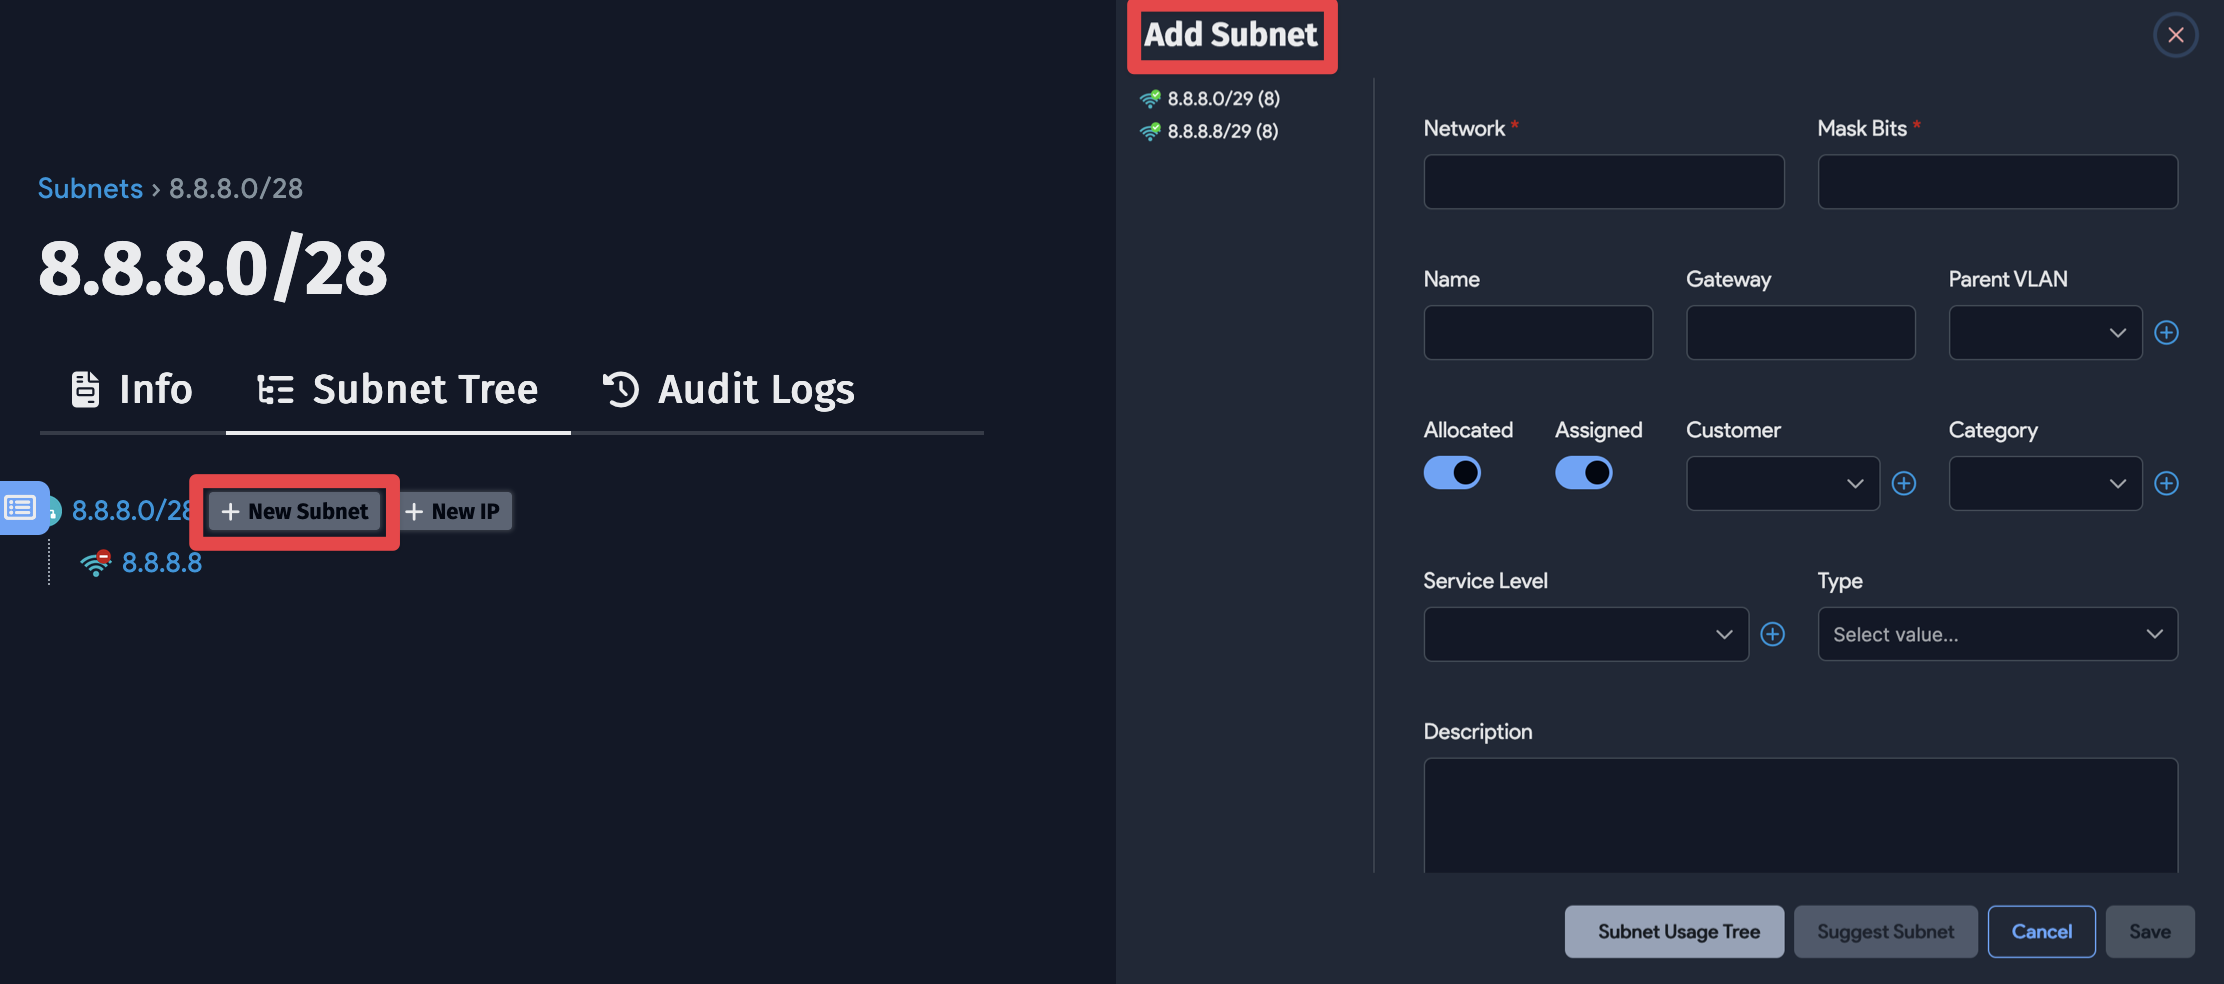 Subnets › 8.8.8.0/28
8.8.8.0/28
Info
Subnet Tree
Audit Logs
8.8.8.0/28
+ New Subnet
+ New IP
8.8.8.8
Add Subnet
8.8.8.0/29 (8)
8.8.8.8/29 (8)
Network *
Mask Bits *
Name
Gateway
Parent VLAN
Allocated
Assigned
Customer
Category
Service Level
Type
Select value...
Description
Subnet Usage Tree
Suggest Subnet
Cancel
Save